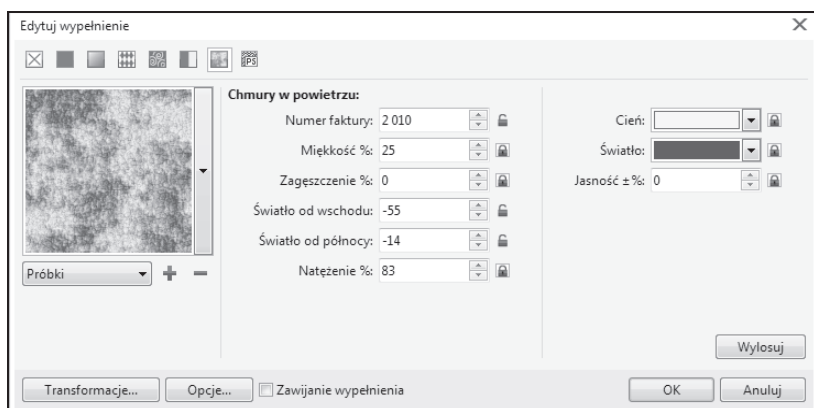 Edytuj wypełnienie
PS
Chmury w powietrzu:
Numer faktury: 2 010
Miękkość %: 25
Zagęszczenie %: 0
Światło od wschodu: -55
Światło od północy: -14
Natężenie %: 83
Cień:
Światło:
Jasność ±%: 0
Próbki
Wylosuj
Transformacje... Opcje... Zawijanie wypełnienia OK Anuluj